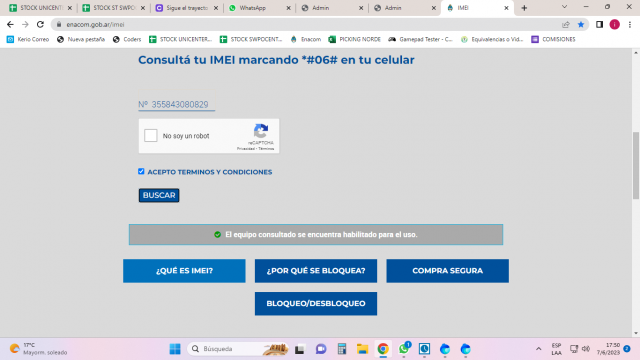 STOCK UNICENTE
STOCK ST SWPO
Sigue el trayecto
WhatsApp
Admin
Admin
IMEI
enacom.gob.ar/imei
Kerio Correo
Nueva pestaña
STOCK UNICENTER...
Coders
STOCK SWPOCENT...
Enacom
PICKING NORDE
Gamepad Tester - C...
Equivalencias o Vid...
COMISIONES
Consultá tu IMEI marcando *#06# en tu celular
Nº 355843080829
No soy un robot
reCAPTCHA
Privacidad - Términos
ACEPTO TERMINOS Y CONDICIONES
BUSCAR
El equipo consultado se encuentra habilitado para el uso.
¿QUÉ ES IMEI?
¿POR QUÉ SE BLOQUEA?
COMPRA SEGURA
BLOQUEO/DESBLOQUEO
17°C
Mayorm. soleado
Búsqueda
1
ESP
LAA
17:50
7/6/2023